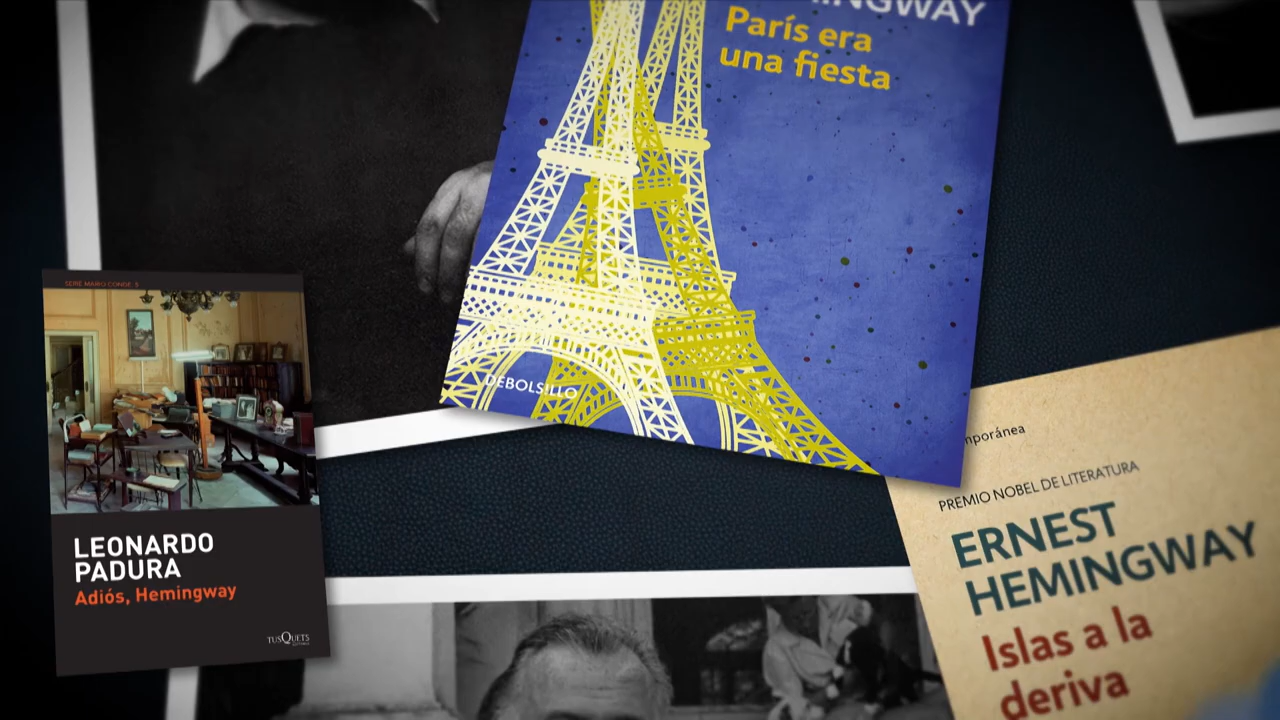 MINGWAY
París era
una fiesta
DEBOLSILLO
SERIE MARIO CONDE, 5
LEONARDO
PADURA
Adiós, Hemingway
TUSQUETS
mporánea
PREMIO NOBEL DE LITERATURA
ERNEST
HEMINGWAY
Islas a la
deriva